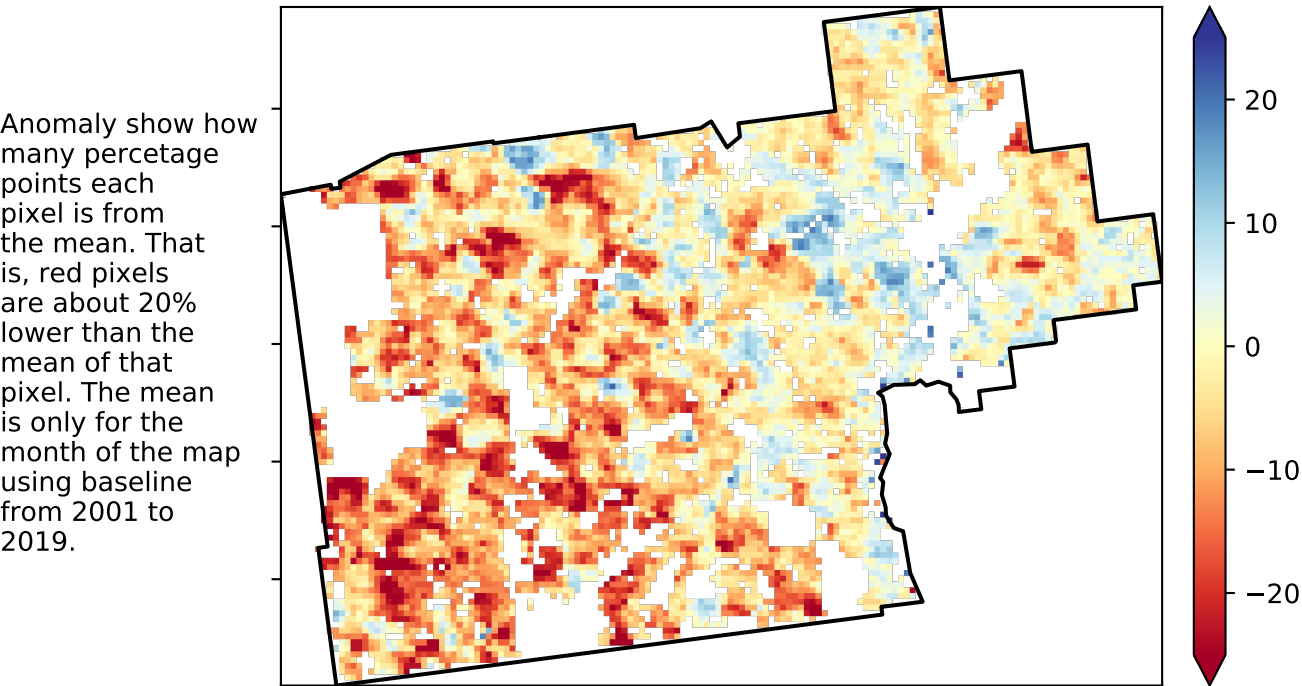 Anomaly show how
many percetage
points each
pixel is from
the mean. That
is, red pixels
are about 20%
lower than the
mean of that
pixel. The mean
is only for the
month of the map
using baseline
from 2001 to
2019.
20
10
0
−10
−20